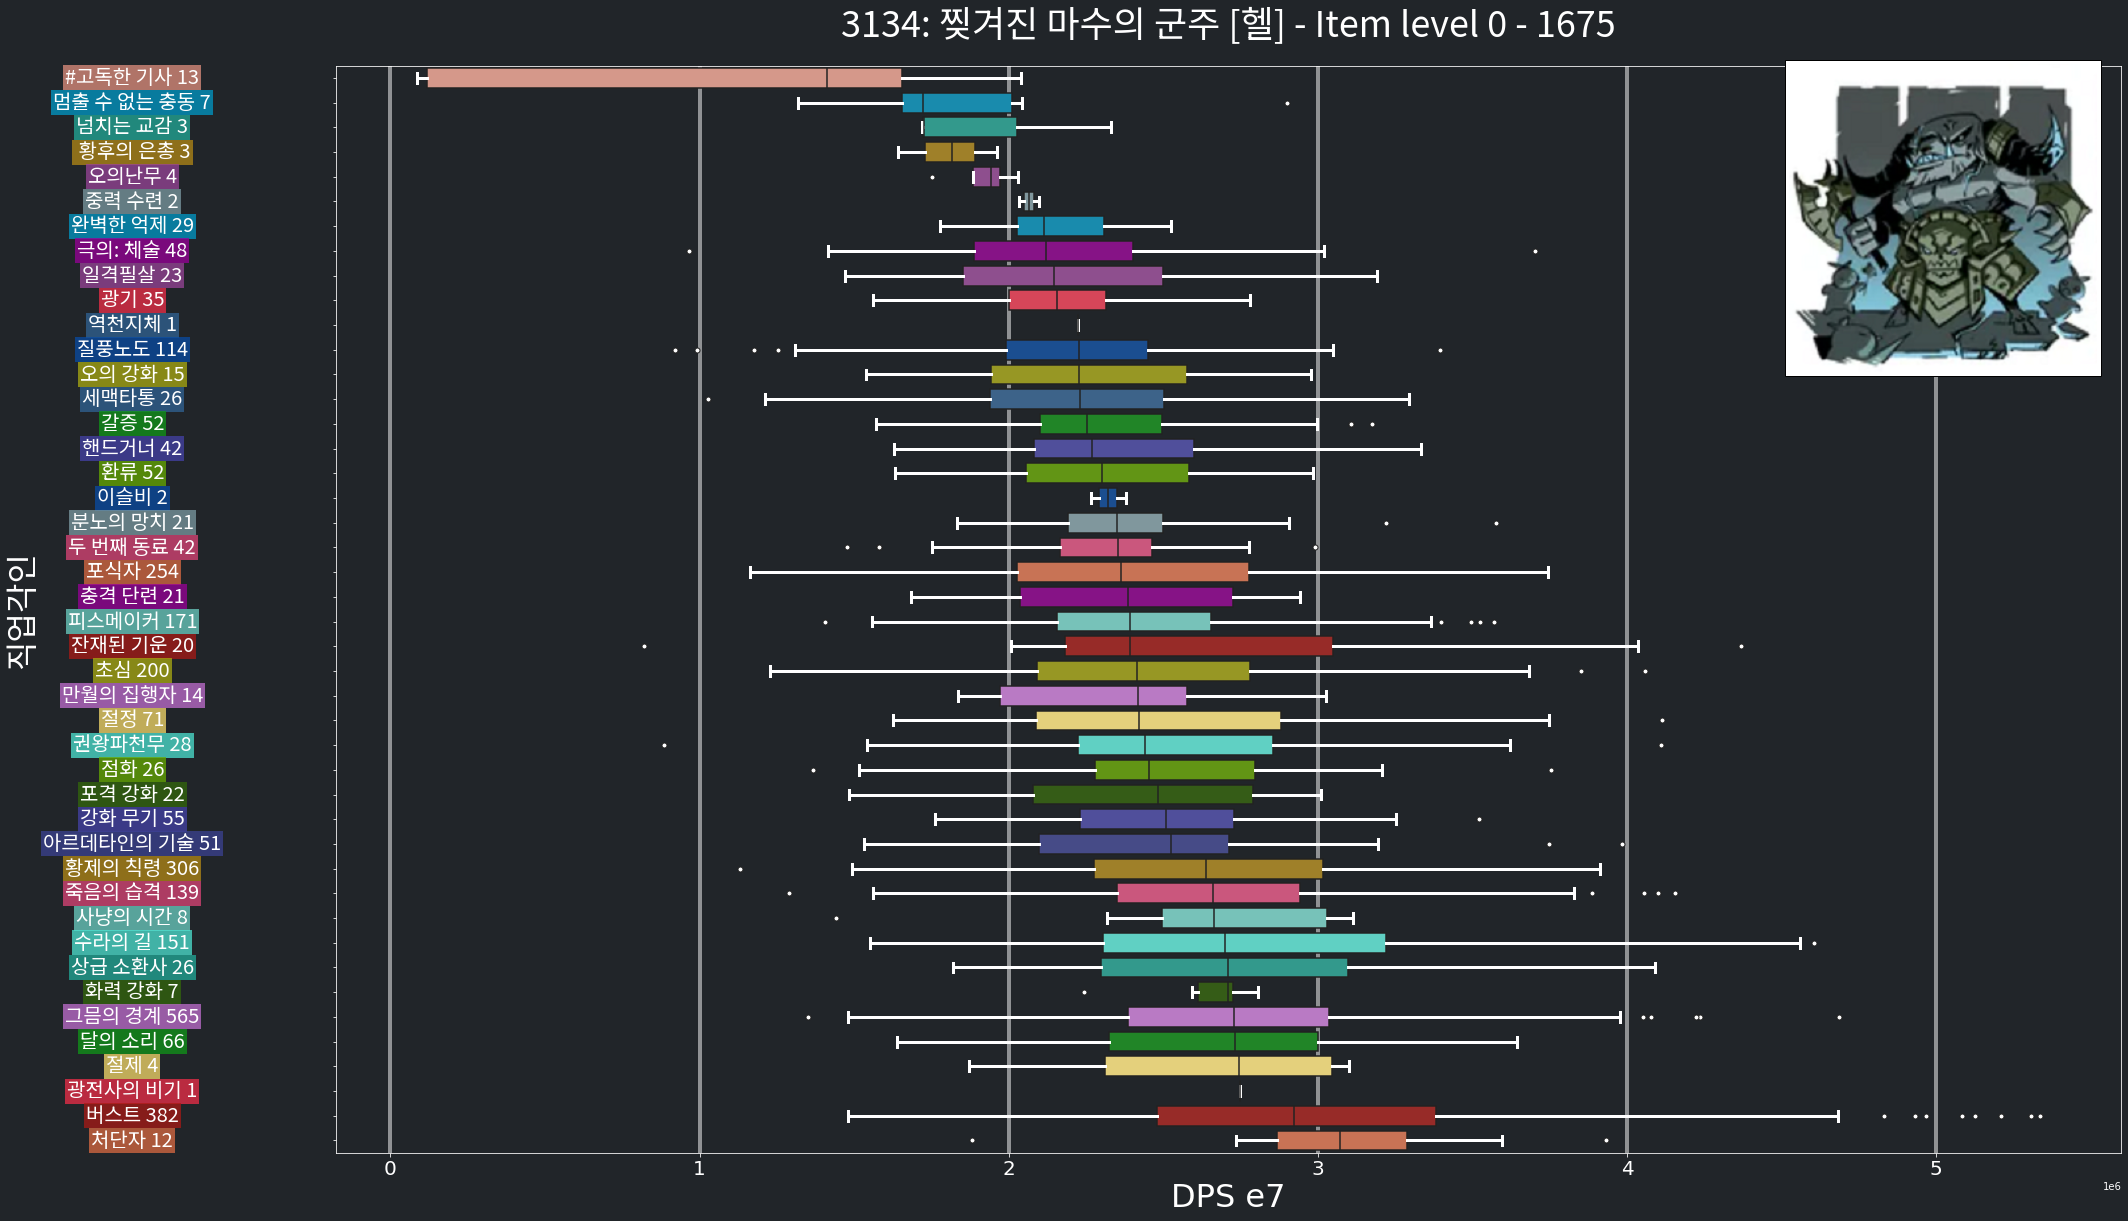 3134: 찢겨진 마수의 군주 [헬] - Item level 0 - 1675
직업각인
#고독한 기사 13
멈출 수 없는 충동 7
넘치는 교감 3
황후의 은총 3
오의난무 4
중력 수련 2
완벽한 억제 29
극의: 체술 48
일격필살 23
광기 35
역천지체 1
질풍노도 114
오의 강화 15
세맥타통 26
갈증 52
핸드거너 42
환류 52
이슬비 2
분노의 망치 21
두 번째 동료 42
포식자 254
충격 단련 21
피스메이커 171
잔재된 기운 20
초심 200
만월의 집행자 14
절정 71
권왕파천무 28
점화 26
포격 강화 22
강화 무기 55
아르데타인의 기술 51
황제의 칙령 306
죽음의 습격 139
사냥의 시간 8
수라의 길 151
상급 소환사 26
화력 강화 7
그믐의 경계 565
달의 소리 66
절제 4
광전사의 비기 1
버스트 382
처단자 12
0 1 2 3 4 5
1e6
DPS e7